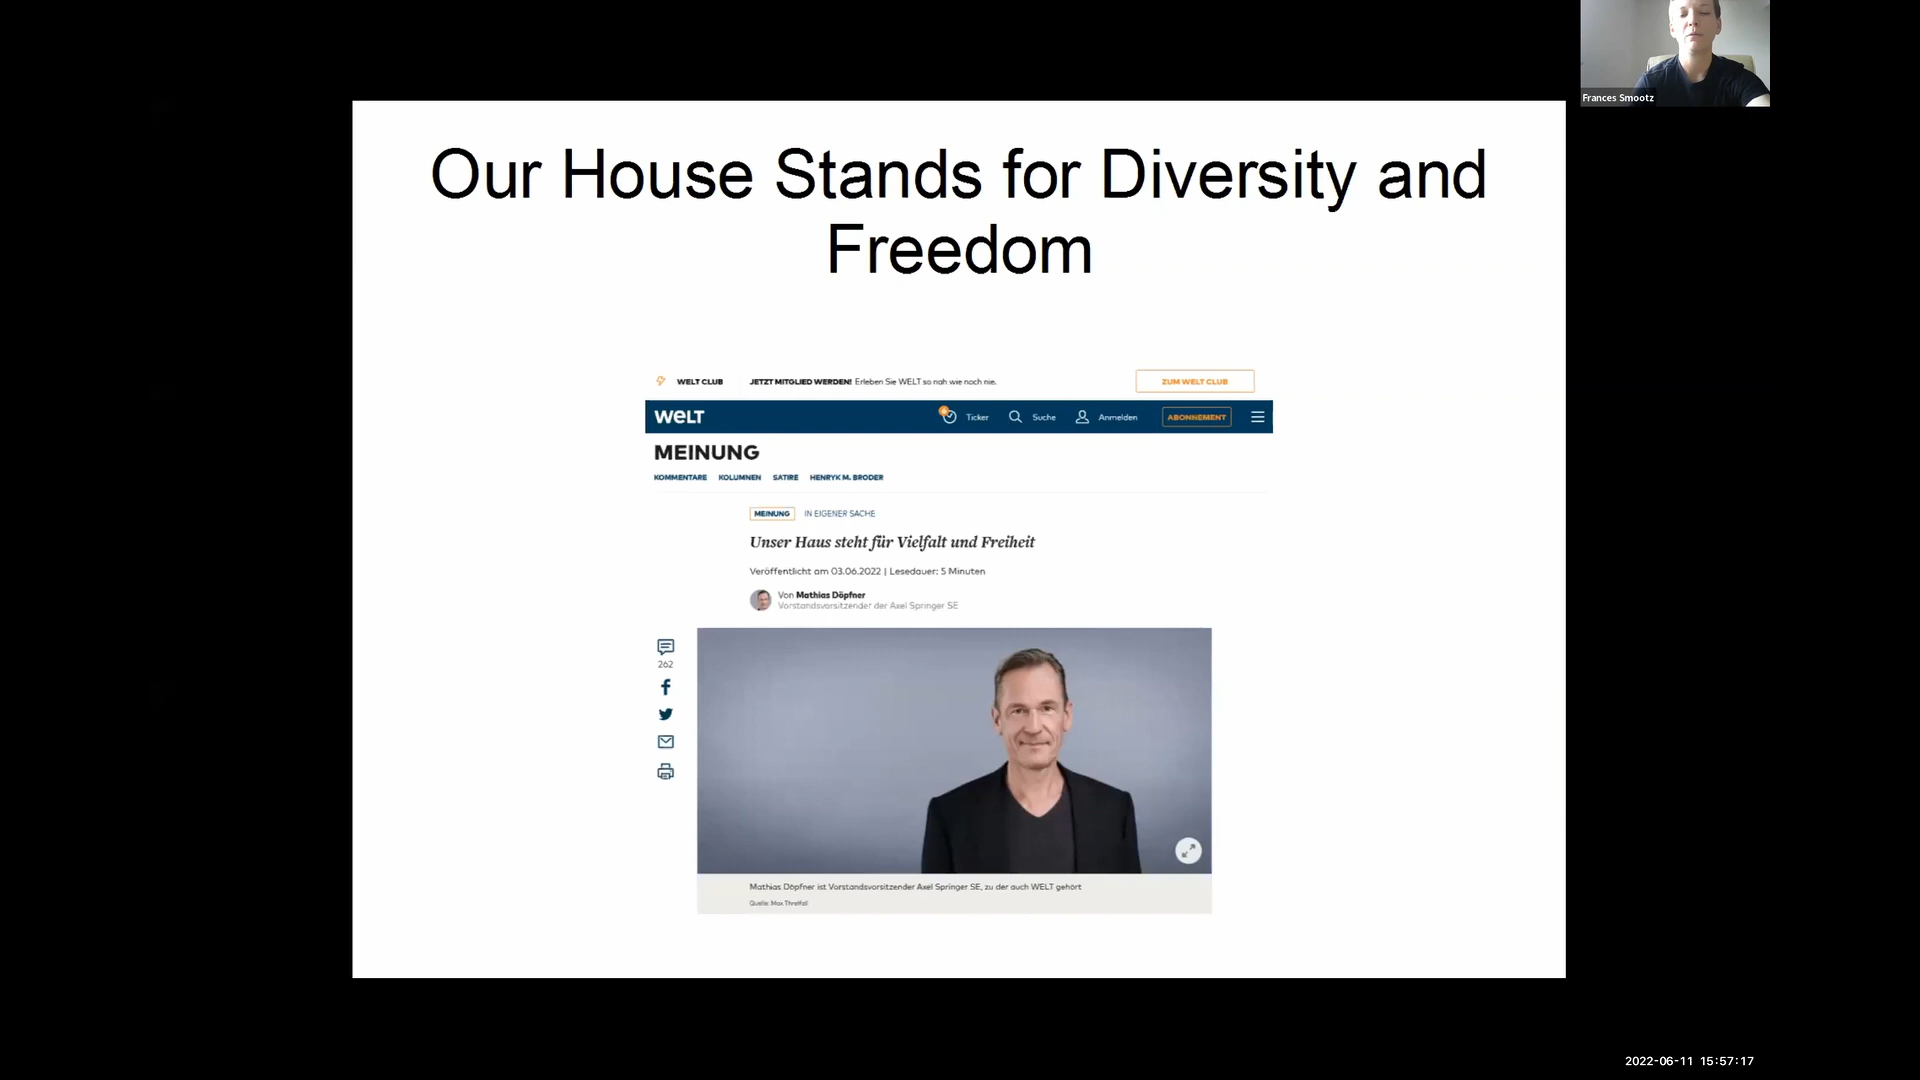 Frances Smootz
Our House Stands for Diversity and
Freedom
WELT CLUB JETZT MITGLIED WERDEN! Erleben Sie WELT so nah wie noch nie. ZUM WELT CLUB
WELT Ticker Suche Anmelden ABONNEMENT
MEINUNG
KOMMENTARE KOLUMNEN SATIRE HENRYK M. BRODER
MEINUNG IN EIGENER SACHE
Unser Haus steht für Vielfalt und Freiheit
Veröffentlicht am 03.06.2022 | Lesedauer: 5 Minuten
Von Mathias Döpfner
Vorstandsvorsitzender der Axel Springer SE
262
Mathias Döpfner ist Vorstandsvorsitzender Axel Springer SE, zu der auch WELT gehört
Quelle: Max Threlfall
2022-06-11 15:57:17